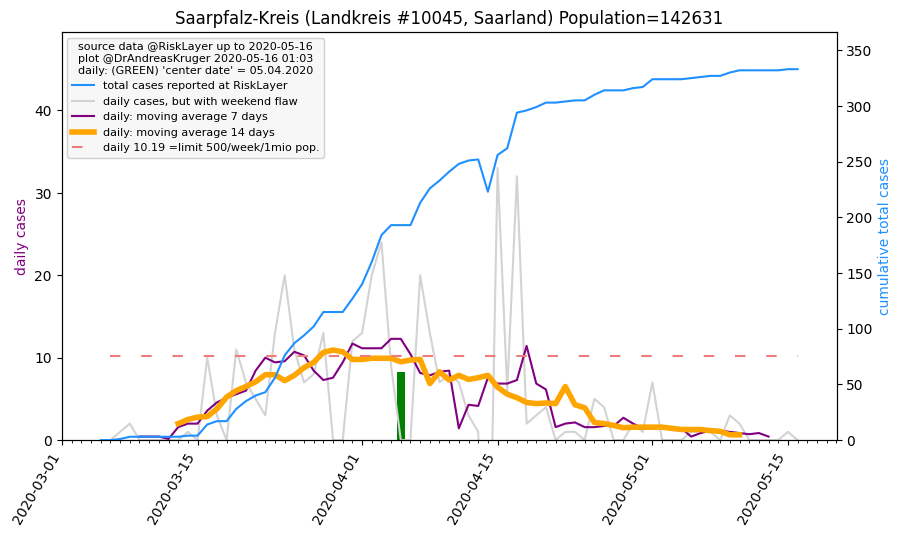 Saarpfalz-Kreis (Landkreis #10045, Saarland) Population=142631
source data @RiskLayer up to 2020-05-16
plot @DrAndreasKruger 2020-05-16 01:03
daily: (GREEN) 'center date' = 05.04.2020
total cases reported at RiskLayer
daily cases, but with weekend flaw
daily: moving average 7 days
daily: moving average 14 days
daily 10.19 =limit 500/week/1mio pop.
daily cases
0
10
20
30
40
cumulative total cases
0
50
100
150
200
250
300
350
2020-03-01
2020-03-15
2020-04-01
2020-04-15
2020-05-01
2020-05-15